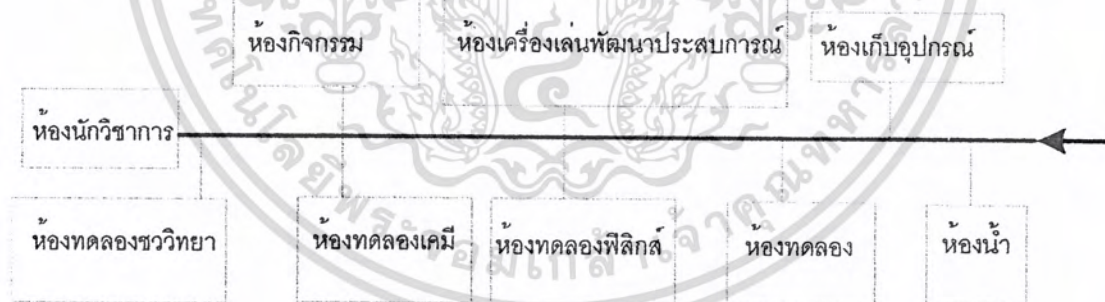 ห้องกิจกรรม
ห้องเครื่องเล่นพัฒนาประสบการณ์
ห้องเก็บอุปกรณ์
ห้องนักวิชาการ
ห้องทดลองชววิทยา
ห้องทดลองเคมี
ห้องทดลองฟิลิกส์
ห้องทดลอง
ห้องน้ำ